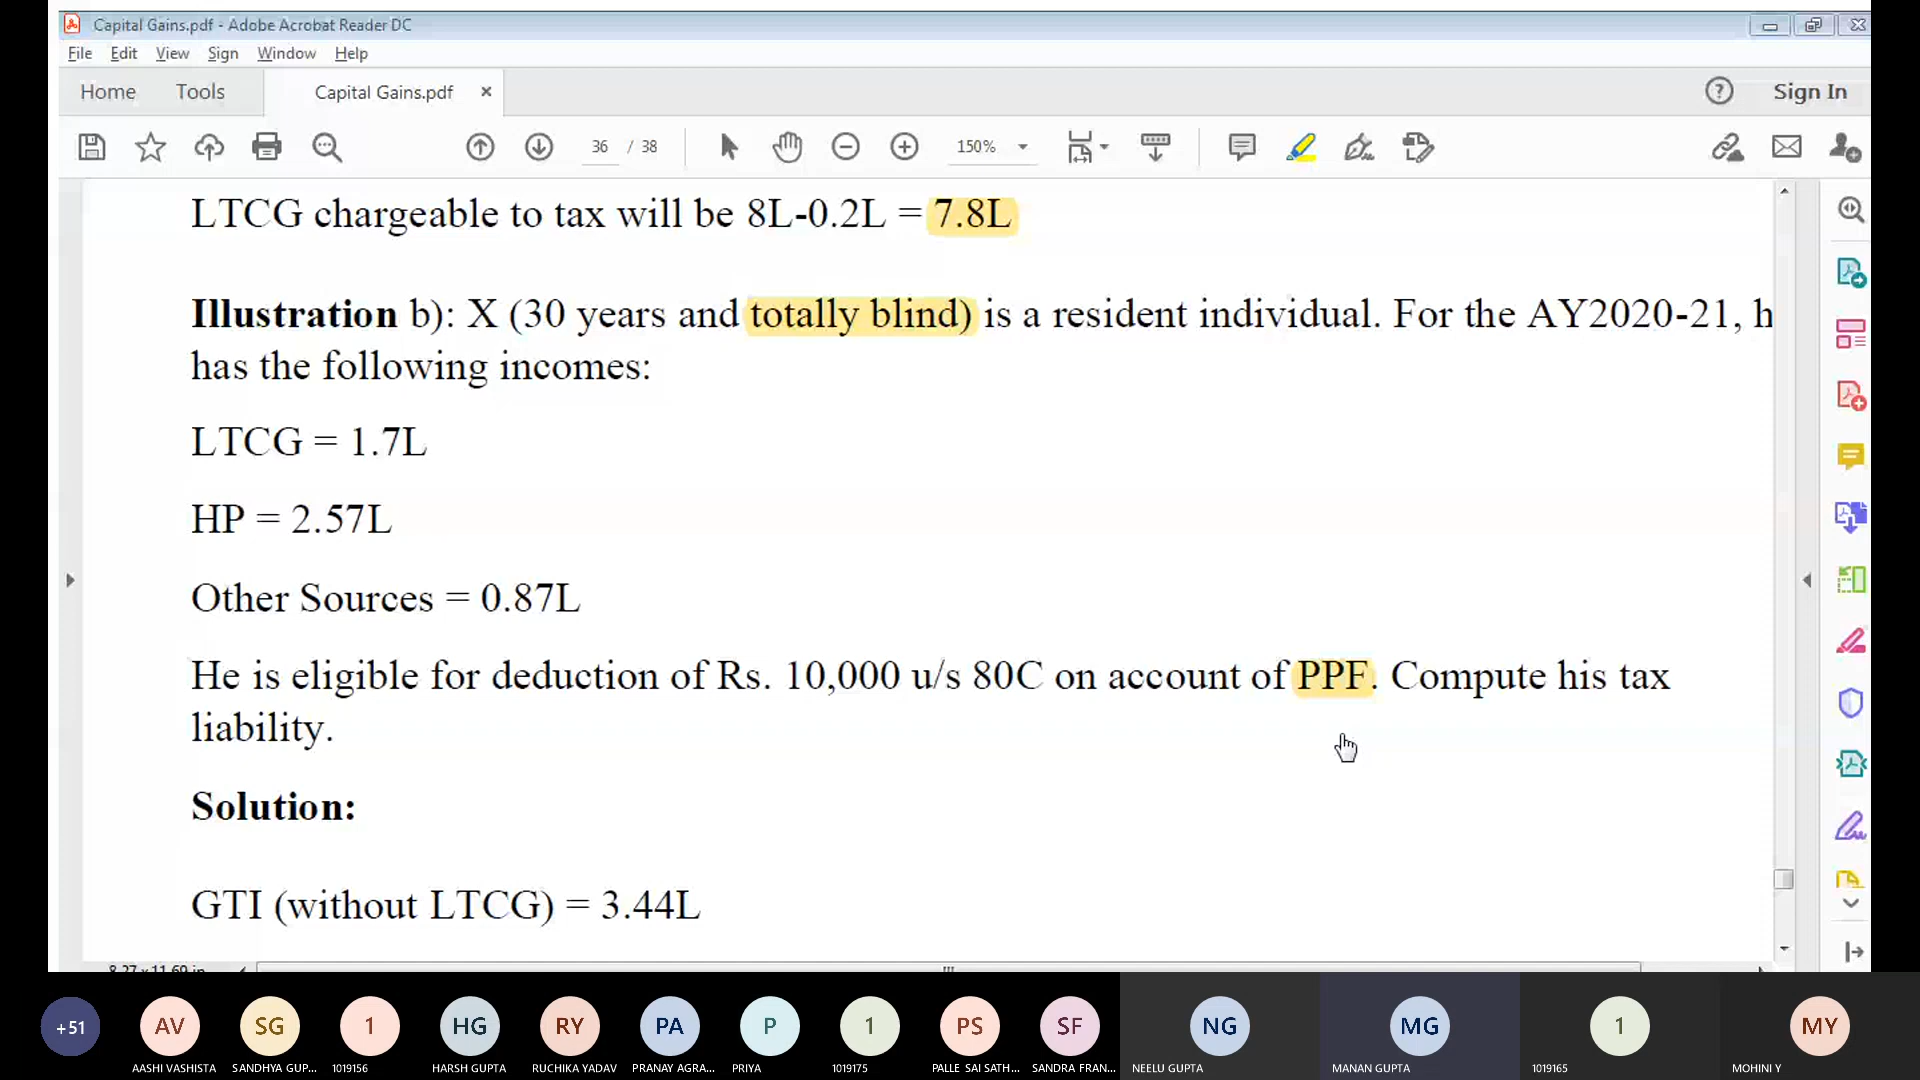 Capital Gains.pdf - Adobe Acrobat Reader DC
File Edit View Sign Window Help
Home Tools Capital Gains.pdf × Sign In
36 / 38 150%
LTCG chargeable to tax will be 8L-0.2L = 7.8L
Illustration b): X (30 years and totally blind) is a resident individual. For the AY2020-21, h
has the following incomes:
LTCG = 1.7L
HP = 2.57L
Other Sources = 0.87L
He is eligible for deduction of Rs. 10,000 u/s 80C on account of PPF. Compute his tax
liability.
Solution:
GTI (without LTCG) = 3.44L
8.27 x 11.69 in
+51 AV SG 1 HG RY PA P 1 PS SF NG MG 1 MY
AASHI VASHISTA SANDHYA GUP... 1019156 HARSH GUPTA RUCHIKA YADAV PRANAY AGRA... PRIYA 1019175 PALLE SAI SATH... SANDRA FRAN... NEELU GUPTA MANAN GUPTA 1019165 MOHINI Y